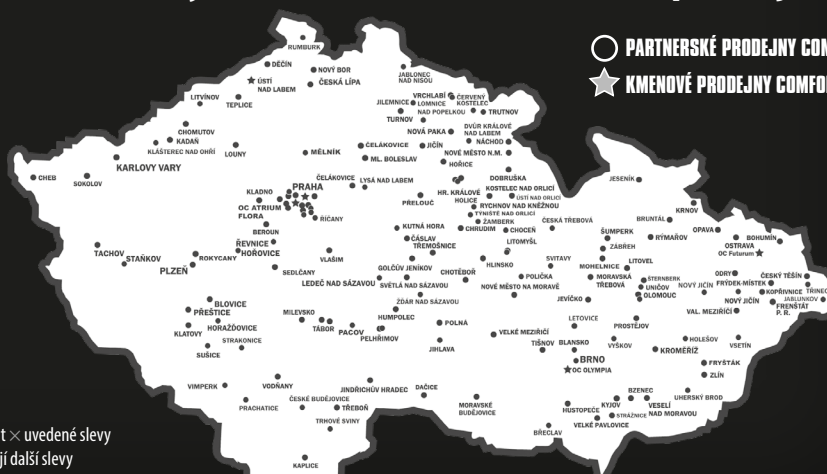 PARTNERSKÉ PRODEJNY COM
KMENOVÉ PRODEJNY COMFO
RUMBURK
DĚČÍN
NOVÝ BOR
ÚSTÍ
NAD LABEM
ČESKÁ LÍPA
JABLONEC
NAD NISOU
LITVÍNOV
TEPLICE
JILEMNICE
VRCHLABÍ
ČERVENÝ
KOSTELEC
LOMNICE
NAD POPELKOU
TRUTNOV
TURNOV
CHOMUTOV
KADAŇ
NOVÁ PAKA
DVŮR KRÁLOVÉ
NAD LABEM
NÁCHOD
KLÁŠTEREC NAD OHŘÍ
LOUNY
MĚLNÍK
ČELÁKOVICE
JIČÍN
NOVÉ MĚSTO N.M.
ML. BOLESLAV
HOŘICE
KARLOVY VARY
CHEB
SOKOLOV
DOBRUŠKA
JESENÍK
ČELÁKOVICE
LYSÁ NAD LABEM
KLADNO
PRAHA
HR. KRÁLOVÉ
KOSTELEC NAD ORLICÍ
ÚSTÍ NAD ORLICÍ
PŘELOUČ
HOLICE
RYCHNOV NAD KNĚŽNOU
OC ATRIUM
FLORA
TÝNIŠTĚ NAD ORLICÍ
KRNOV
ŘÍČANY
ŽAMBERK
ČESKÁ TŘEBOVÁ
BRUNTÁL
BEROUN
KUTNÁ HORA
CHRUDIM
CHOCEŇ
ŠUMPERK
OPAVA
ŘEVNICE
ČÁSLAV
LITOMYŠL
RÝMAŘOV
BOHUMÍN
TACHOV
HOŘOVICE
TŘEMOŠNICE
ZÁBŘEH
OSTRAVA
OC Futurum
STAŇKOV
ROKYCANY
VLAŠIM
HLINSKO
SVITAVY
MOHELNICE
LITOVEL
PLZEŇ
SEDLČANY
GOLČŮV JENÍKOV
CHOTĚBOŘ
POLIČKA
MORAVSKÁ
TŘEBOVÁ
ŠTERNBERK
ODRY
ČESKÝ TĚŠÍN
LEDEČ NAD SÁZAVOU
SVĚTLÁ NAD SÁZAVOU
NOVÉ MĚSTO NA MORAVĚ
UNIČOV
NOVÝ JIČÍN
FRÝDEK-MÍSTEK
OLOMOUC
KOPŘIVNICE
TŘINEC
BLOVICE
ŽĎÁR NAD SÁZAVOU
JEVÍČKO
NOVÝ JIČÍN
JABLUNKOV
FRENŠTÁT
P. R.
PŘEŠTICE
VAL. MEZIŘÍČÍ
MILEVSKO
HUMPOLEC
HORAŽĎOVICE
LETOVICE
PROSTĚJOV
KLATOVY
TÁBOR
PACOV
POLNÁ
VELKÉ MEZIŘÍČÍ
STRAKONICE
PELHŘIMOV
TIŠNOV
BLANSKO
VYŠKOV
HOLEŠOV
VSETÍN
SUŠICE
JIHLAVA
KROMĚŘÍŽ
BRNO
OC OLYMPIA
FRYŠTÁK
ZLÍN
VIMPERK
VODŇANY
JINDŘICHŮV HRADEC
DAČICE
BZENEC
UHERSKÝ BROD
PRACHATICE
ČESKÉ BUDĚJOVICE
TŘEBOŇ
MORAVSKÉ
BUDĚJOVICE
HUSTOPEČE
KYJOV
VESELÍ
NAD MORAVOU
STRÁŽNICE
TRHOVÉ SVINY
VELKÉ PAVLOVICE
BŘECLAV
KAPLICE
t × uvedené slevy
jí další slevy